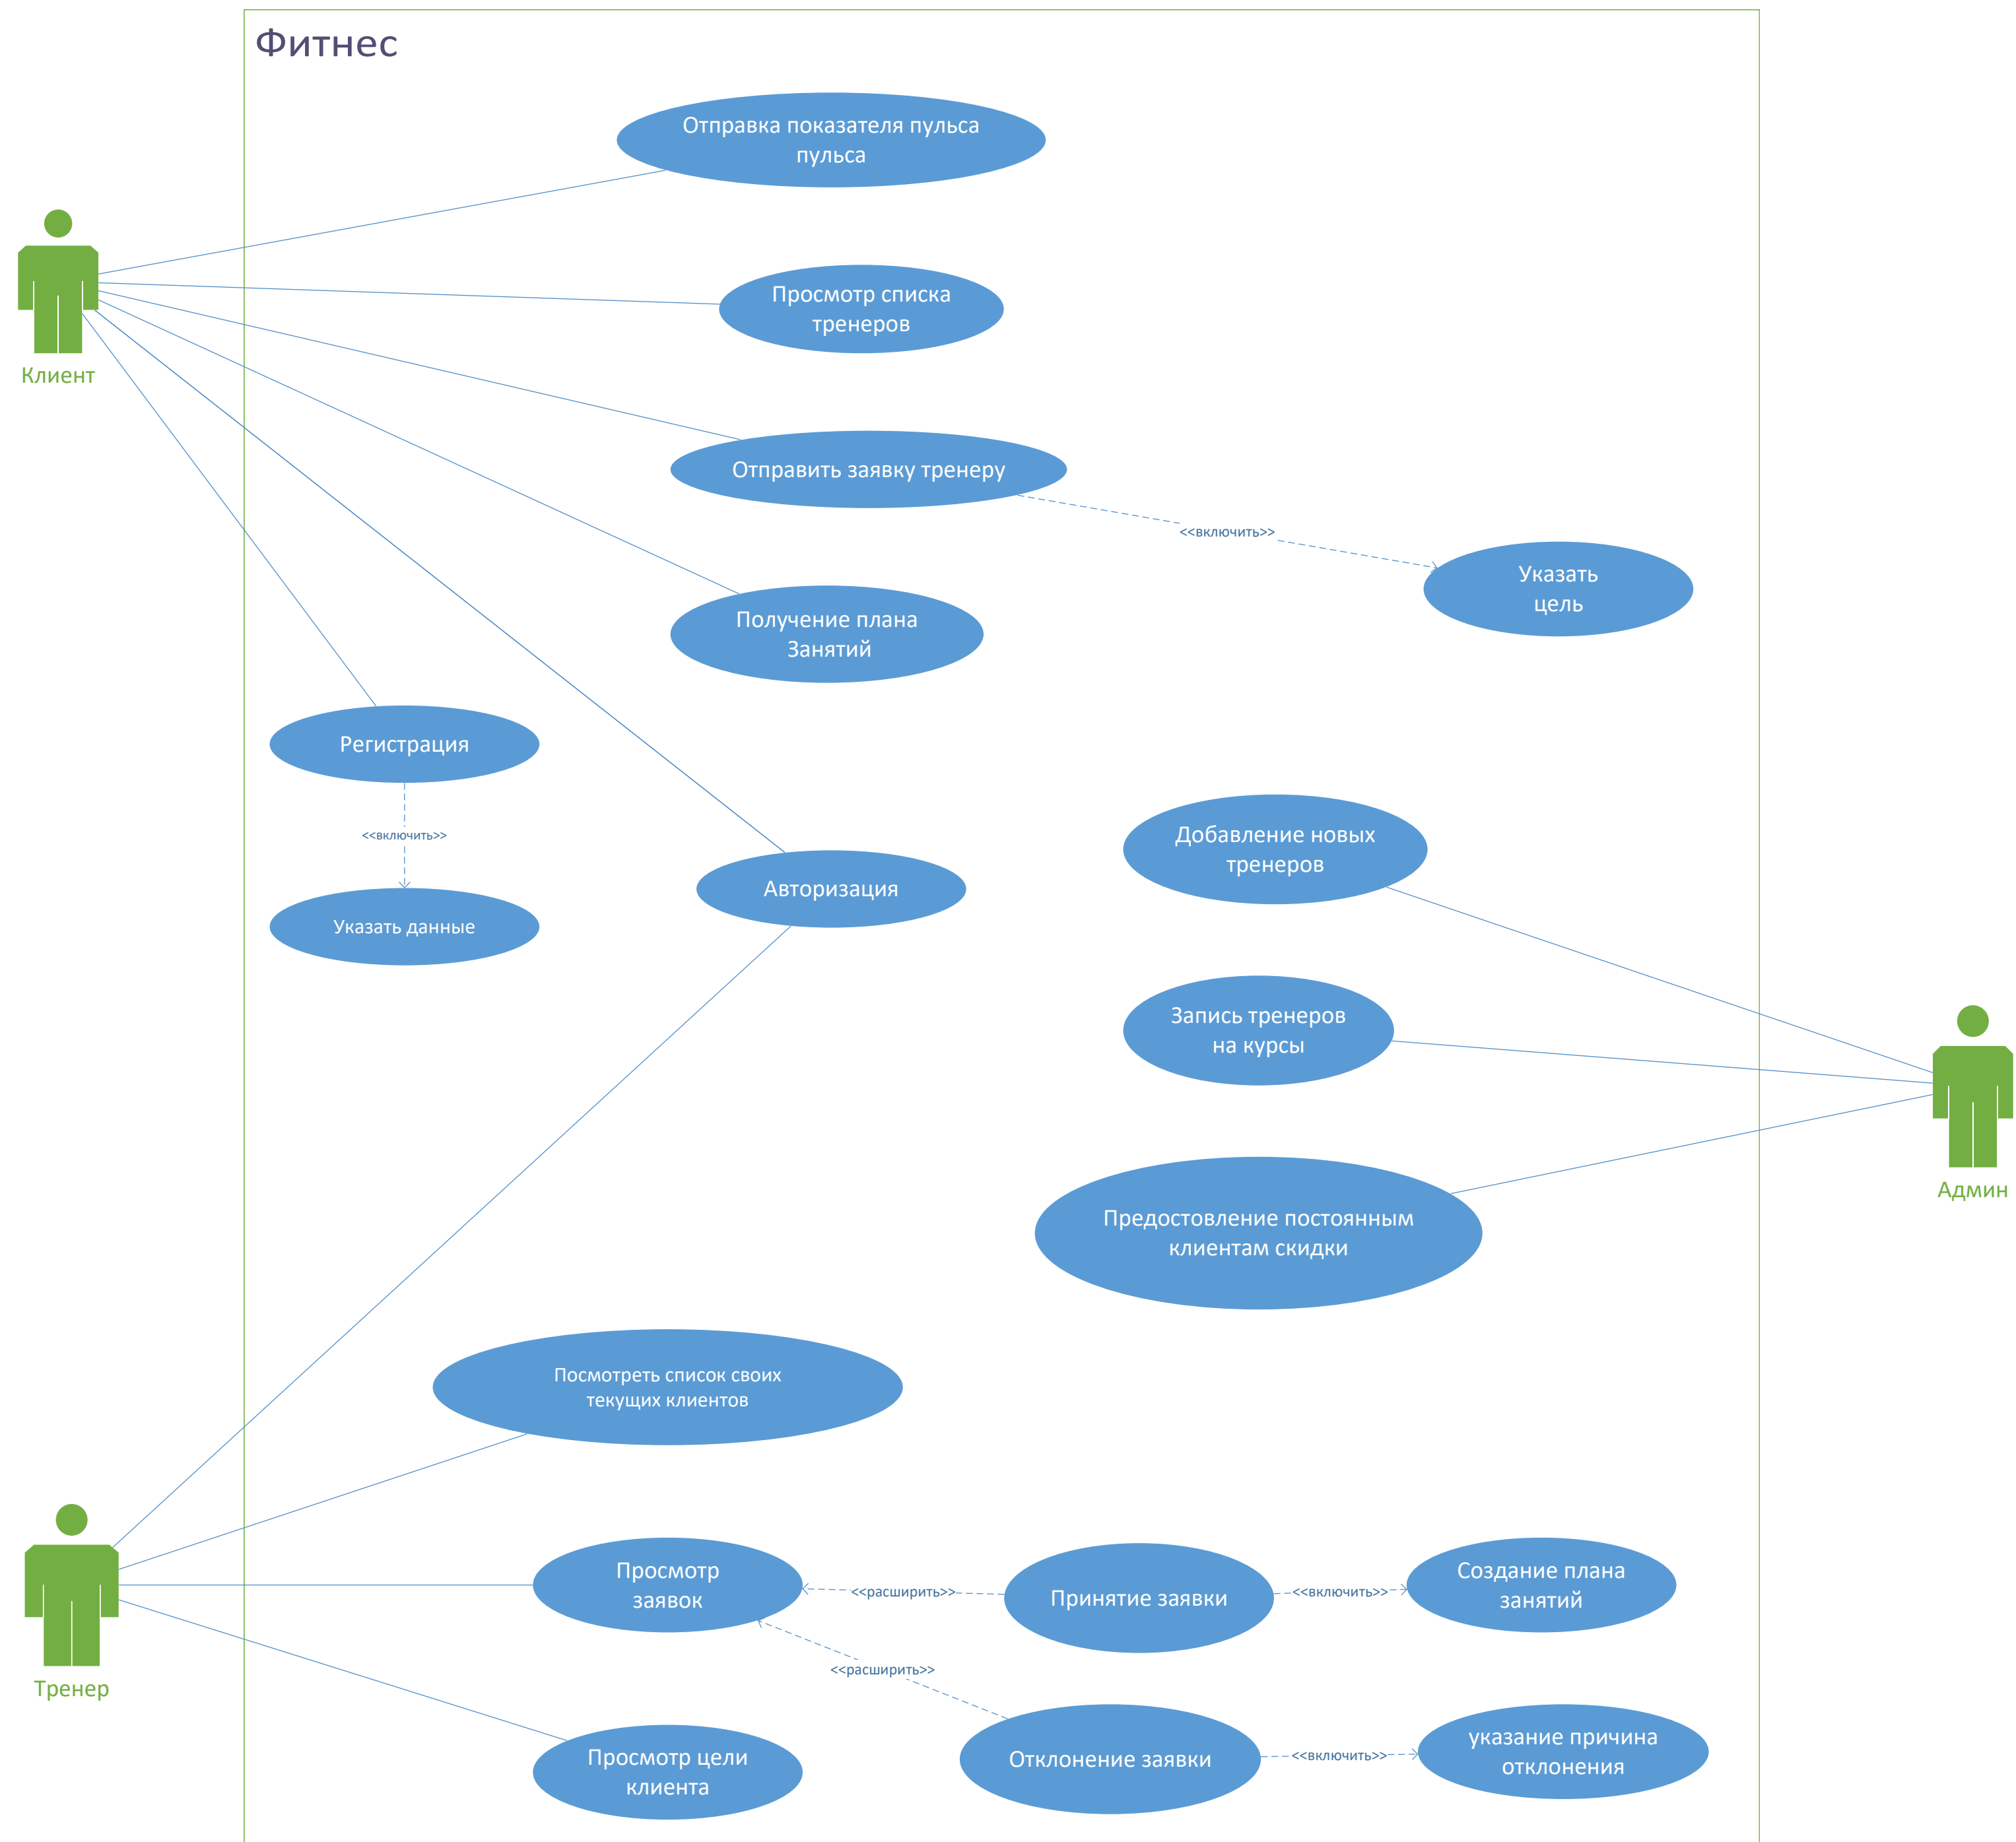 Фитнес
Отправка показателя пульса
пульса
Просмотр списка
тренеров
Клиент
Отправить заявку тренеру
<<включить>>
Указать
цель
Получение плана
Занятий
Регистрация
<<включить>>
Указать данные
Авторизация
Добавление новых
тренеров
Запись тренеров
на курсы
Админ
Предостовление постоянным
клиентам скидки
Посмотреть список своих
текущих клиентов
Просмотр
заявок
<<расширить>>
Принятие заявки
<<включить>>
Создание плана
занятий
Тренер
<<расширить>>
Просмотр цели
клиента
Отклонение заявки
<<включить>>
указание причина
отклонения